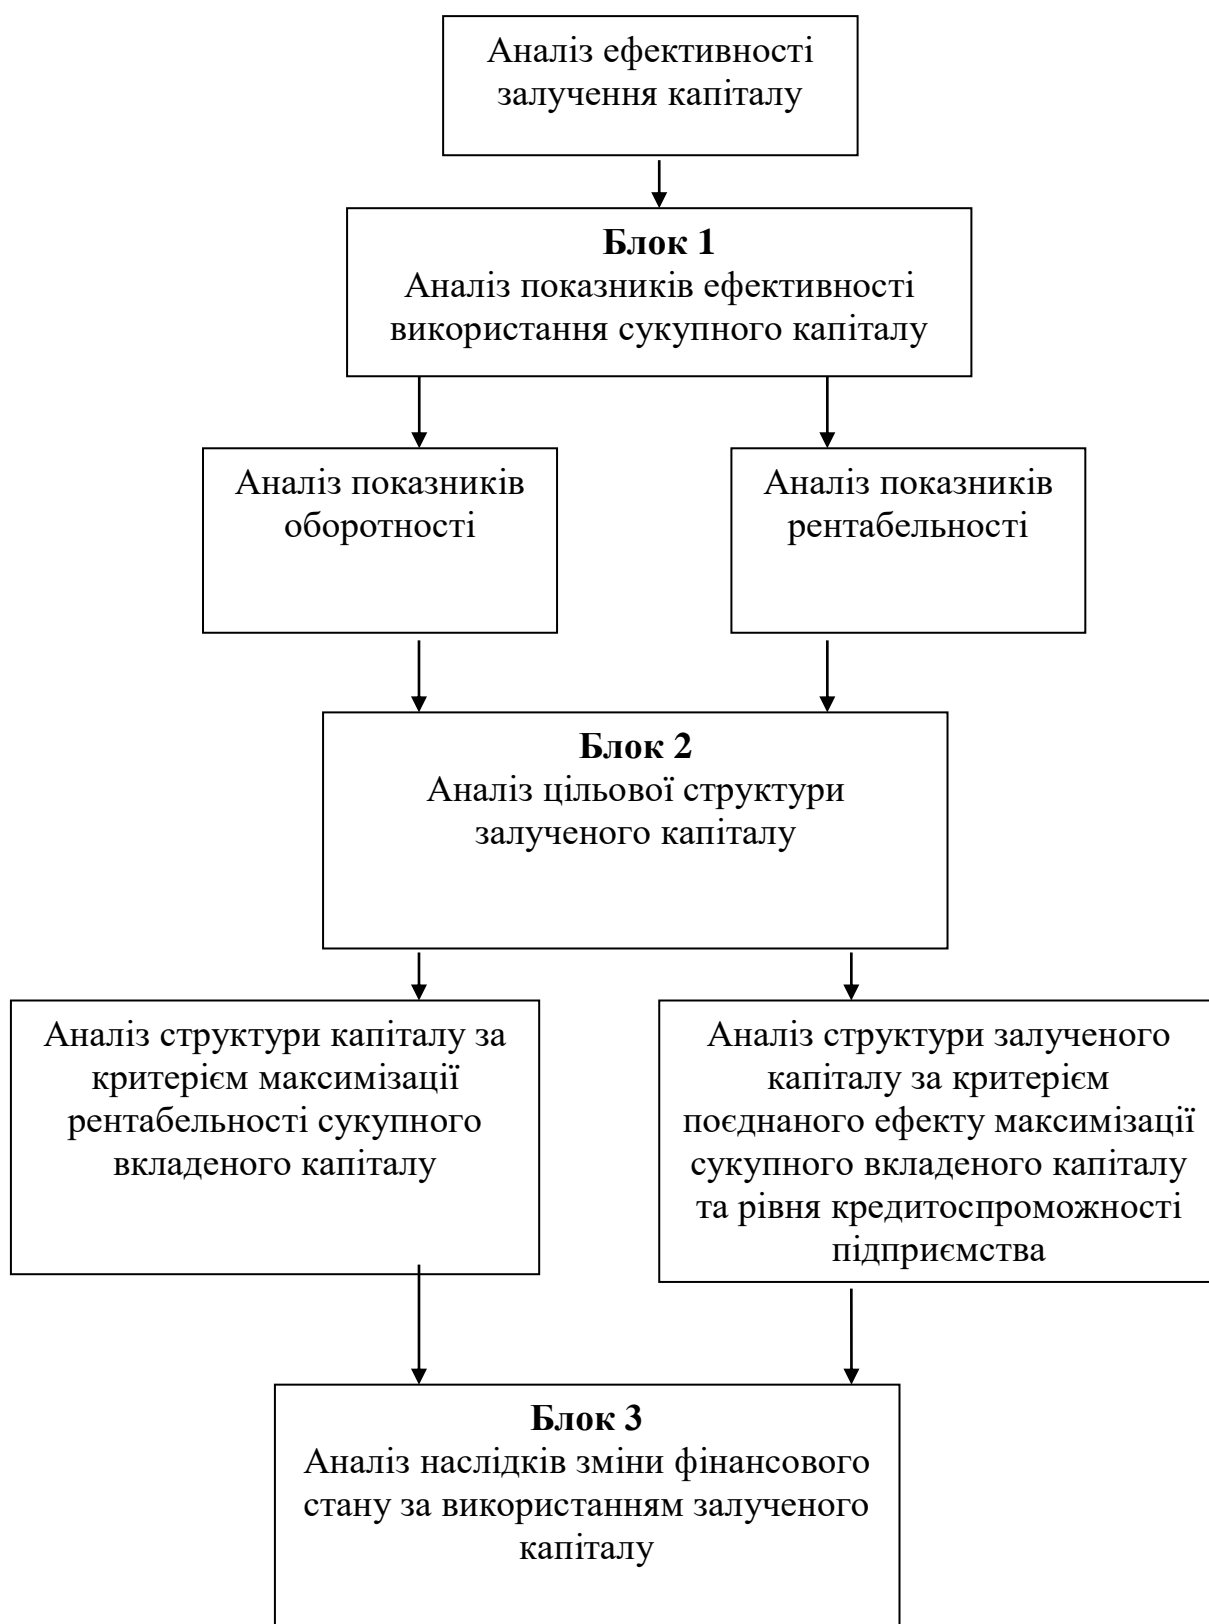 Аналіз ефективності
залучення капіталу
Блок 1
Аналіз показників ефективності
використання сукупного капіталу
Аналіз показників
оборотності
Аналіз показників
рентабельності
Блок 2
Аналіз цільової структури
залученого капіталу
Аналіз структури капіталу за
критерієм максимізації
рентабельності сукупного
вкладеного капіталу
Аналіз структури залученого
капіталу за критерієм
поєднаного ефекту максимізації
сукупного вкладеного капіталу
та рівня кредитоспроможності
підприємства
Блок 3
Аналіз наслідків зміни фінансового
стану за використанням залученого
капіталу